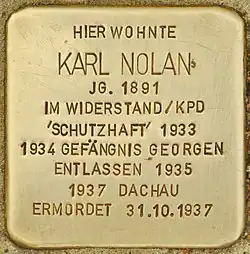 HIER WOHNTE
KARL NOLAN
JG. 1891
IM WIDERSTAND/KPD
'SCHUTZHAFT' 1933
1934 GEFÄNGNIS GEORGEN
ENTLASSEN 1935
1937 DACHAU
ERMORDET 31.10.1937